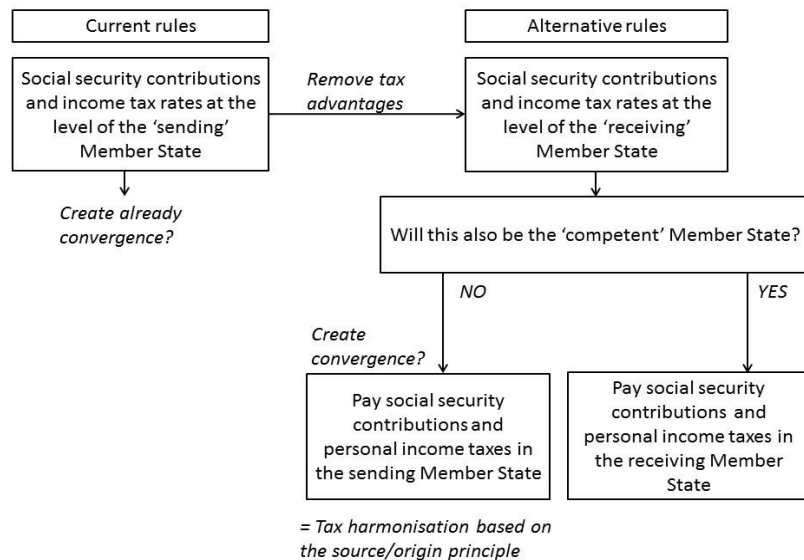 Current rules
Alternative rules
Social security contributions
and income tax rates at the
level of the ‘sending’
Member State
Remove tax
advantages
Social security contributions
and income tax rates at the
level of the ‘receiving’
Member State
Create already
convergence?
Will this also be the ‘competent’ Member State?
NO
YES
Create
convergence?
Pay social security
contributions and
personal income taxes in
the sending Member State
Pay social security
contributions and
personal income taxes in
the receiving Member
State
= Tax harmonisation based on
the source/origin principle